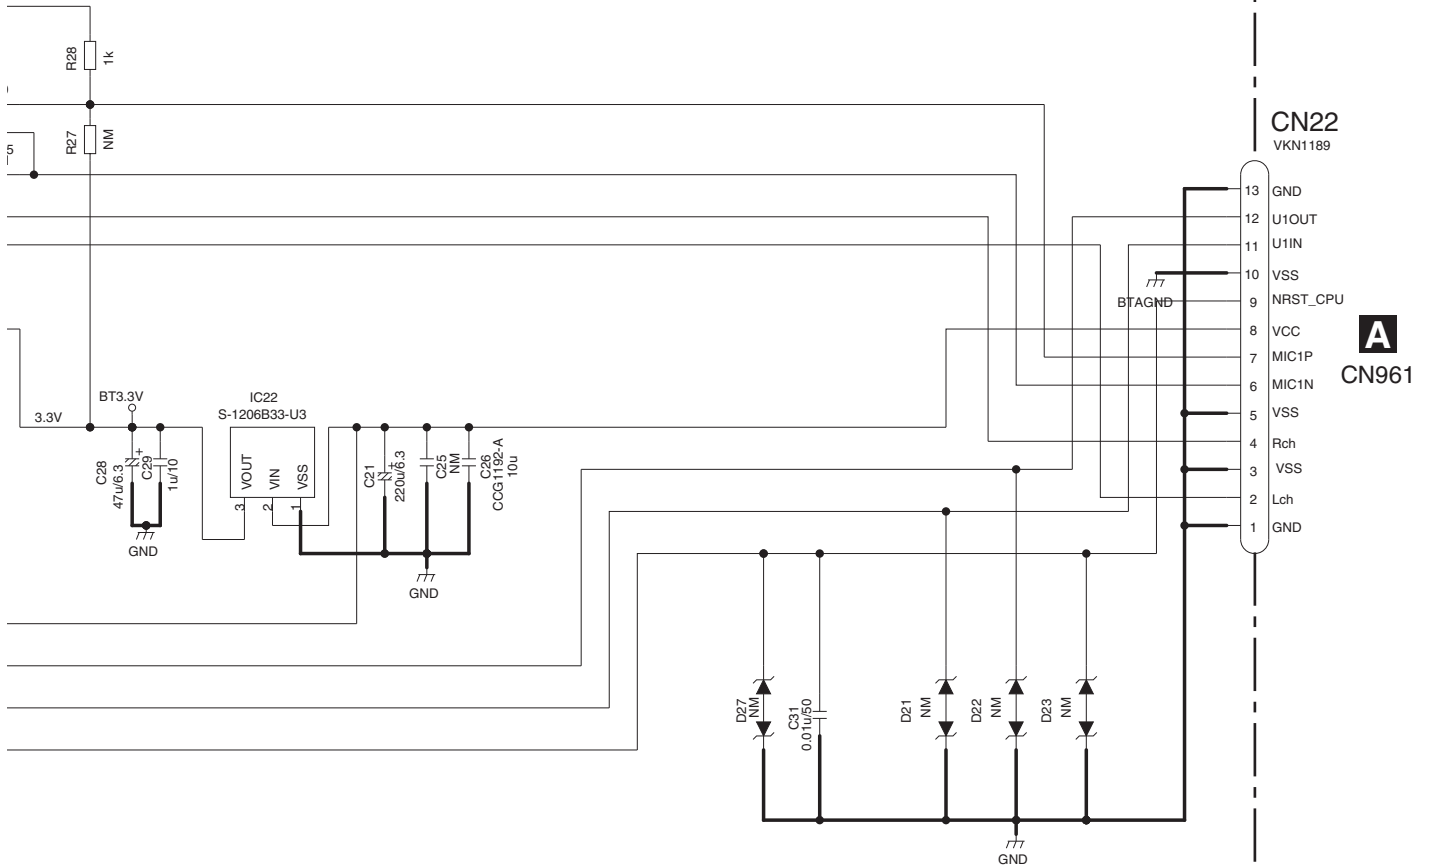 R28
1k
R27
NM
5
CN22
VKN1189
13 GND
12 U1OUT
11 U1IN
10 VSS
BTAGND
9 NRST_CPU
8 VCC
7 MIC1P
6 MIC1N
5 VSS
4 Rch
3 VSS
2 Lch
1 GND
A
CN961
3.3V
BT3.3V
IC22
S-1206B33-U3
VOUT
VIN
VSS
3
2
1
C28
47u/6.3
+
C29
1u/10
GND
C21
220u/6.3
+
C25
NM
C26
CCG1192-A
10u
GND
D27
NM
C31
0.01u/50
D21
NM
D22
NM
D23
NM
GND